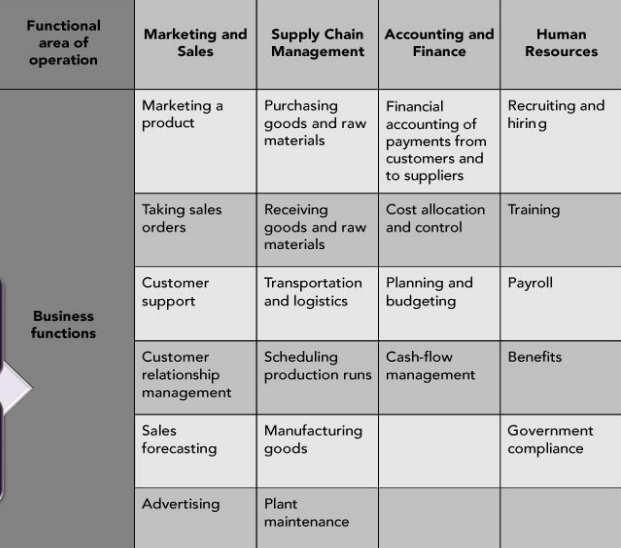 Functional
area of
operation
Marketing and
Sales
Supply Chain
Management
Accounting and
Finance
Human
Resources
Business
functions
Marketing a
product
Purchasing
goods and raw
materials
Financial
accounting of
payments from
customers and
to suppliers
Recruiting and
hiring
Taking sales
orders
Receiving
goods and raw
materials
Cost allocation
and control
Training
Customer
support
Transportation
and logistics
Planning and
budgeting
Payroll
Customer
relationship
management
Scheduling
production runs
Cash-flow
management
Benefits
Sales
forecasting
Manufacturing
goods
Government
compliance
Advertising
Plant
maintenance